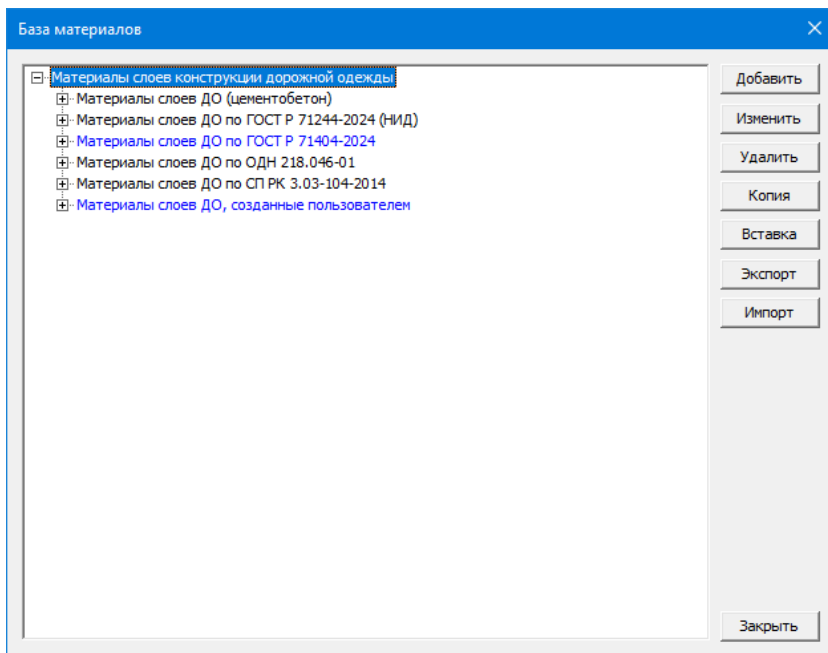 База материалов
Материалы слоев конструкции дорожной одежды
Материалы слоев ДО (цементобетон)
Материалы слоев ДО по ГОСТ Р 71244-2024 (НИД)
Материалы слоев ДО по ГОСТ Р 71404-2024
Материалы слоев ДО по ОДН 218.046-01
Материалы слоев ДО по СП РК 3.03-104-2014
Материалы слоев ДО, созданные пользователем
Добавить
Изменить
Удалить
Копия
Вставка
Экспорт
Импорт
Закрыть